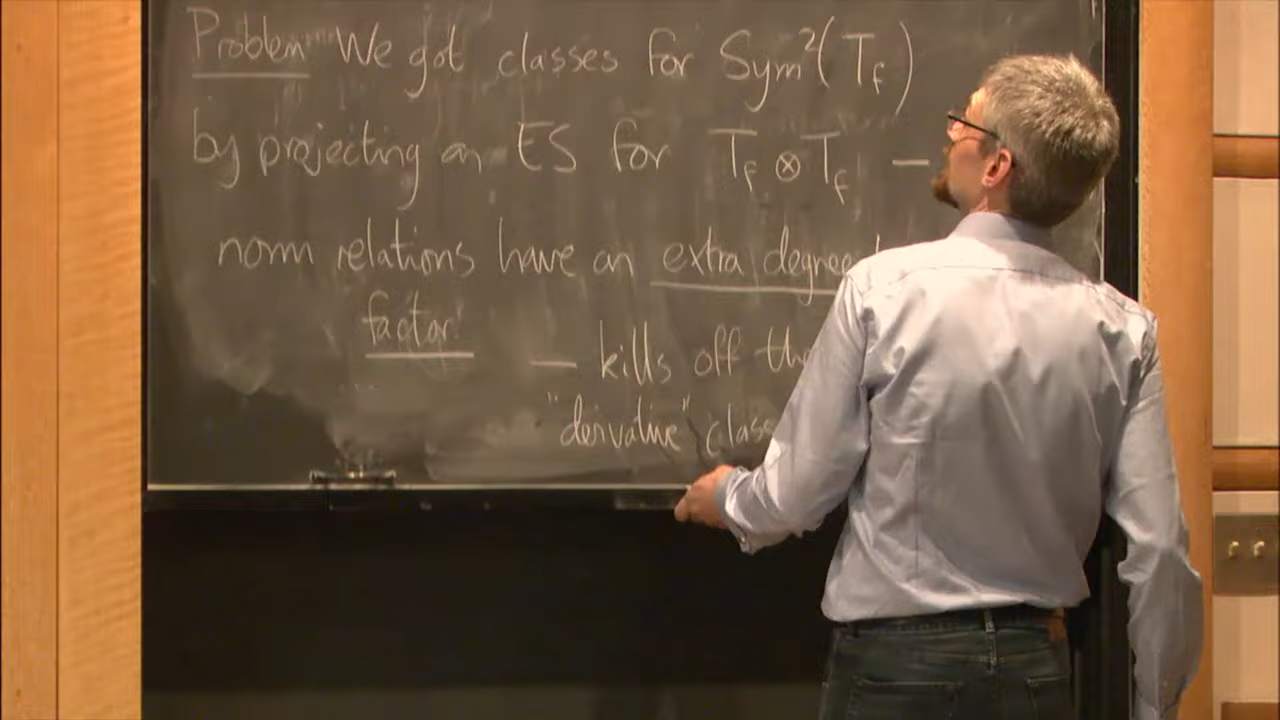 Problem We got classes for Sym²(T_f)
by projecting an ES for T_f ⊗ T_f —
norm relations have an extra degree
factor!
— kills off the
"derivative" class